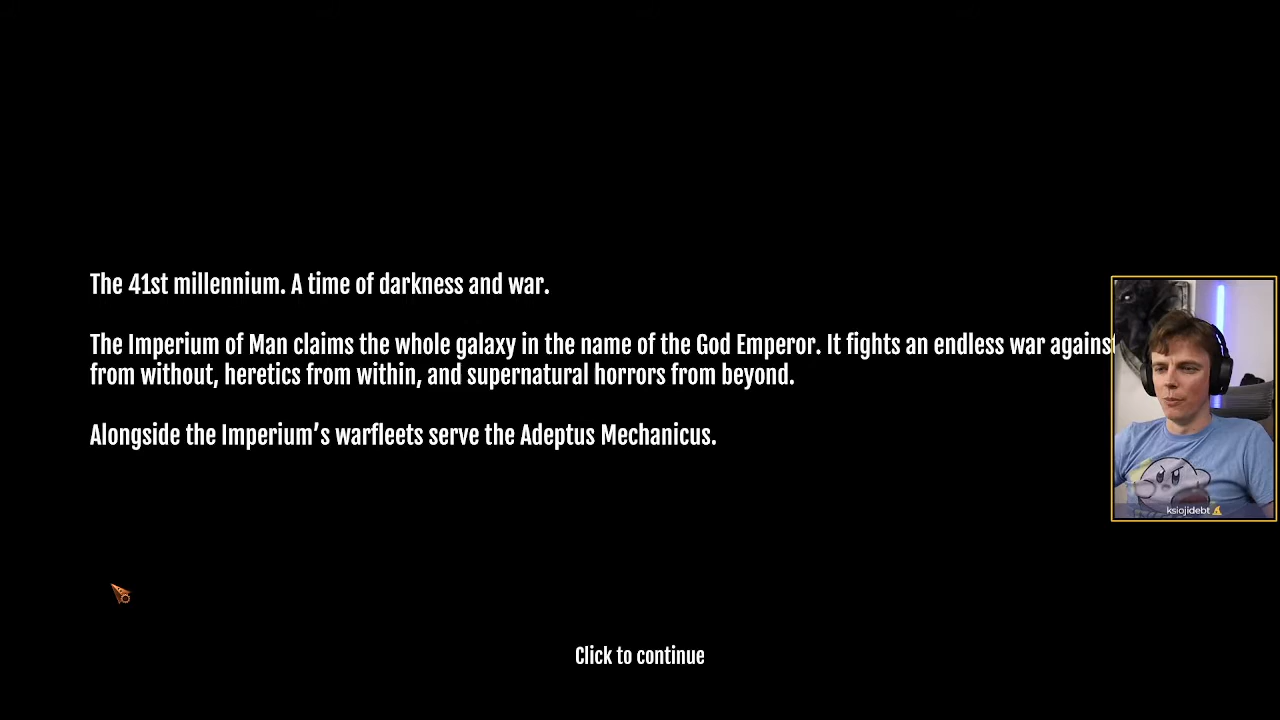 The 41st millennium. A time of darkness and war.
The Imperium of Man claims the whole galaxy in the name of the God Emperor. It fights an endless war against
from without, heretics from within, and supernatural horrors from beyond.
Alongside the Imperium’s warfleets serve the Adeptus Mechanicus.
ksiojidebt
Click to continue